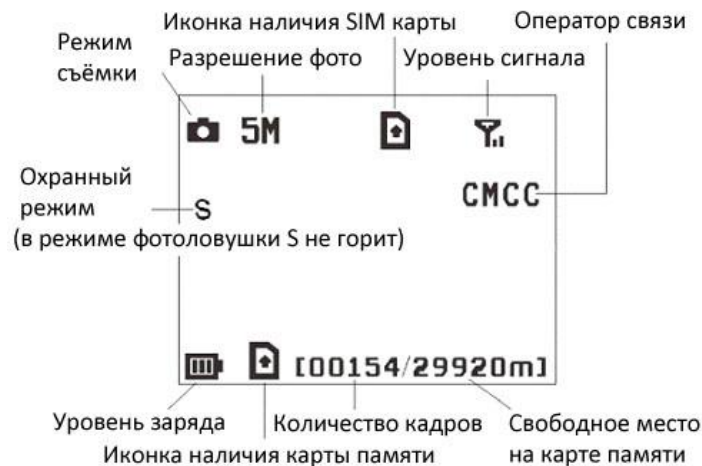 Иконка наличия SIM карты
Оператор связи
Режим
съёмки
Разрешение фото
Уровень сигнала
5M
CMCC
Охранный
режим
S
(в режиме фотоловушки S не горит)
[00154/29920m]
Уровень заряда
Количество кадров
Свободное место
на карте памяти
Иконка наличия карты памяти